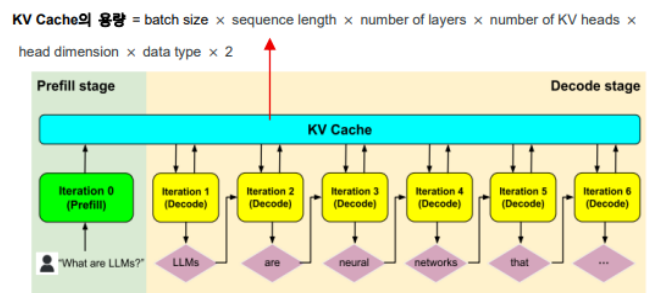 KV Cache의 용량 = batch size × sequence length × number of layers × number of KV heads ×
head dimension × data type × 2
Prefill stage
Decode stage
KV Cache
Iteration 0
(Prefill)
Iteration 1
(Decode)
Iteration 2
(Decode)
Iteration 3
(Decode)
Iteration 4
(Decode)
Iteration 5
(Decode)
Iteration 6
(Decode)
"What are LLMs?"
LLMs
are
neural
networks
that
...